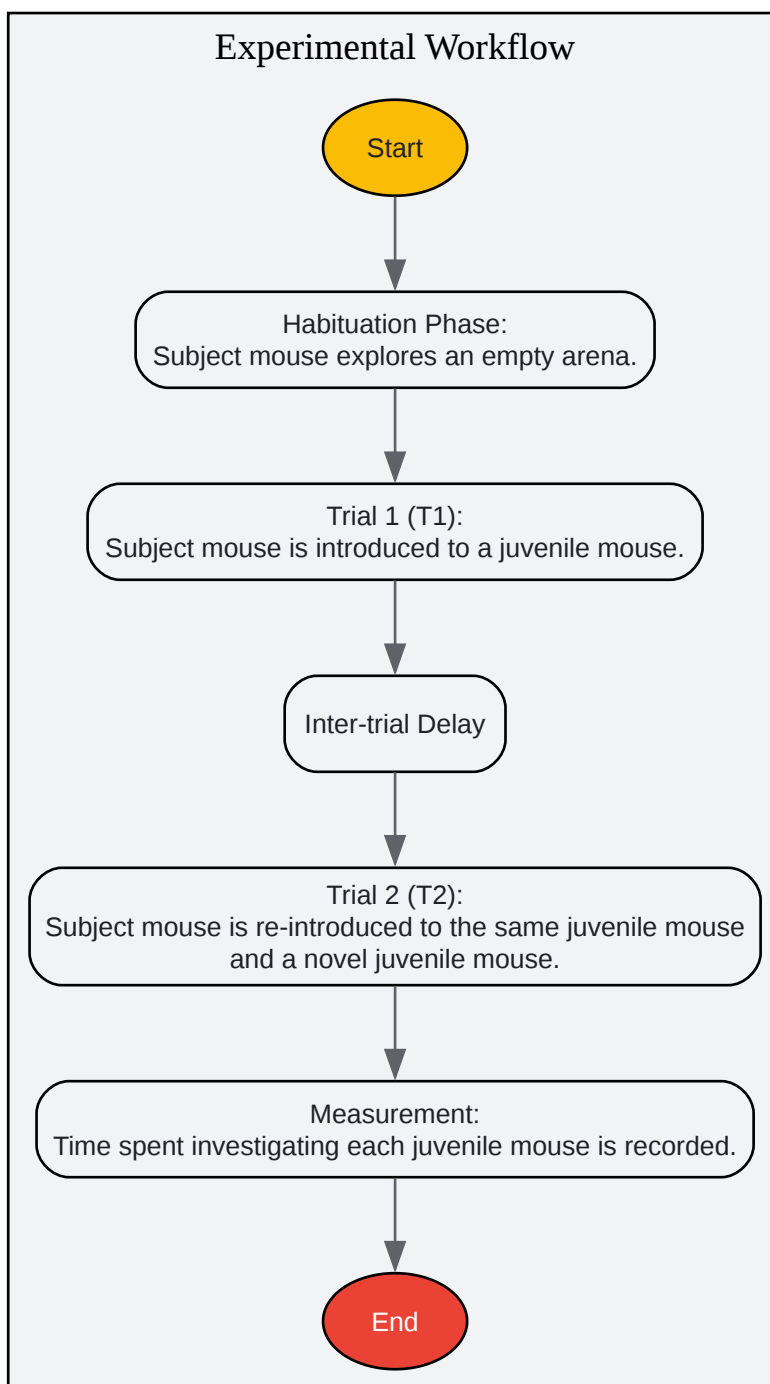 Experimental Workflow
Start
Habituation Phase:
Subject mouse explores an empty arena.
Trial 1 (T1):
Subject mouse is introduced to a juvenile mouse.
Inter-trial Delay
Trial 2 (T2):
Subject mouse is re-introduced to the same juvenile mouse
and a novel juvenile mouse.
Measurement:
Time spent investigating each juvenile mouse is recorded.
End